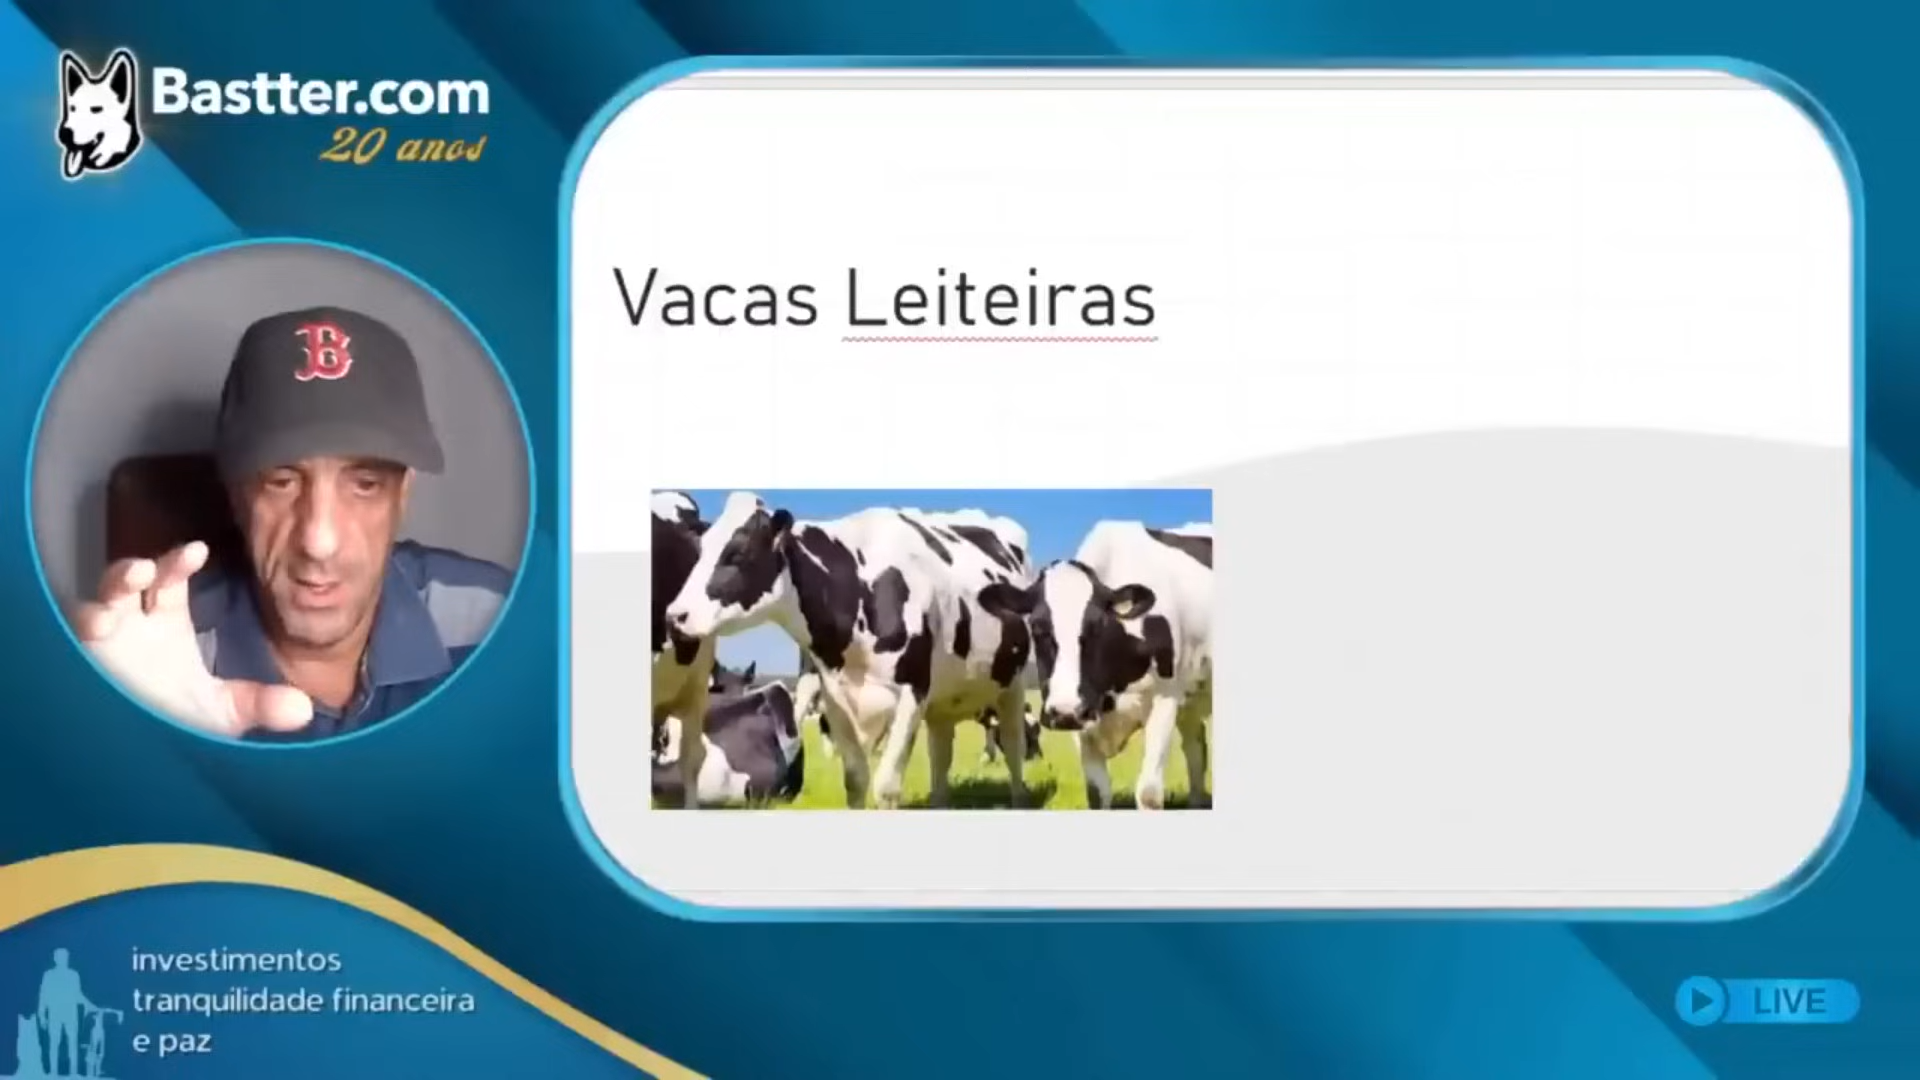 Bastter.com
20 anos
B
Vacas Leiteiras
investimentos
tranquilidade financeira
e paz
LIVE